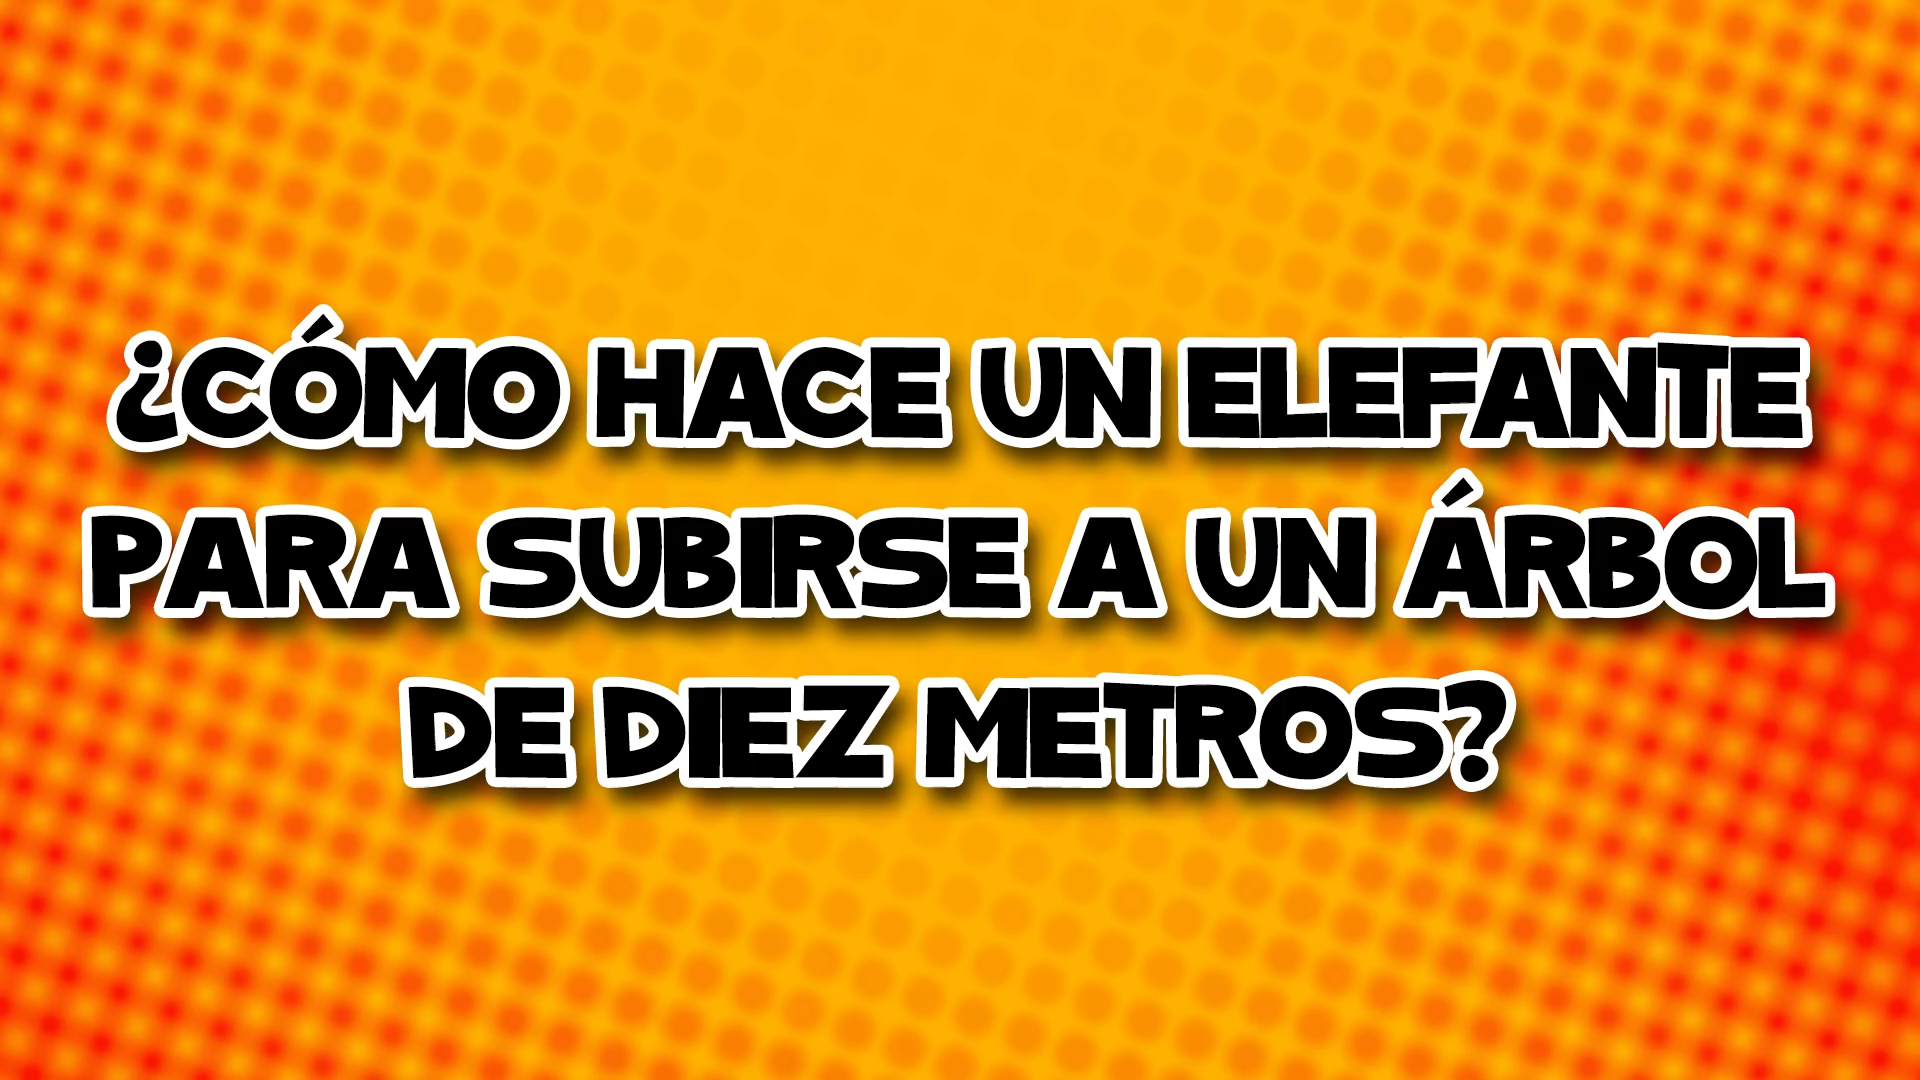 ¿CÓMO HACE UN ELEFANTE
PARA SUBIRSE A UN ÁRBOL
DE DIEZ METROS?